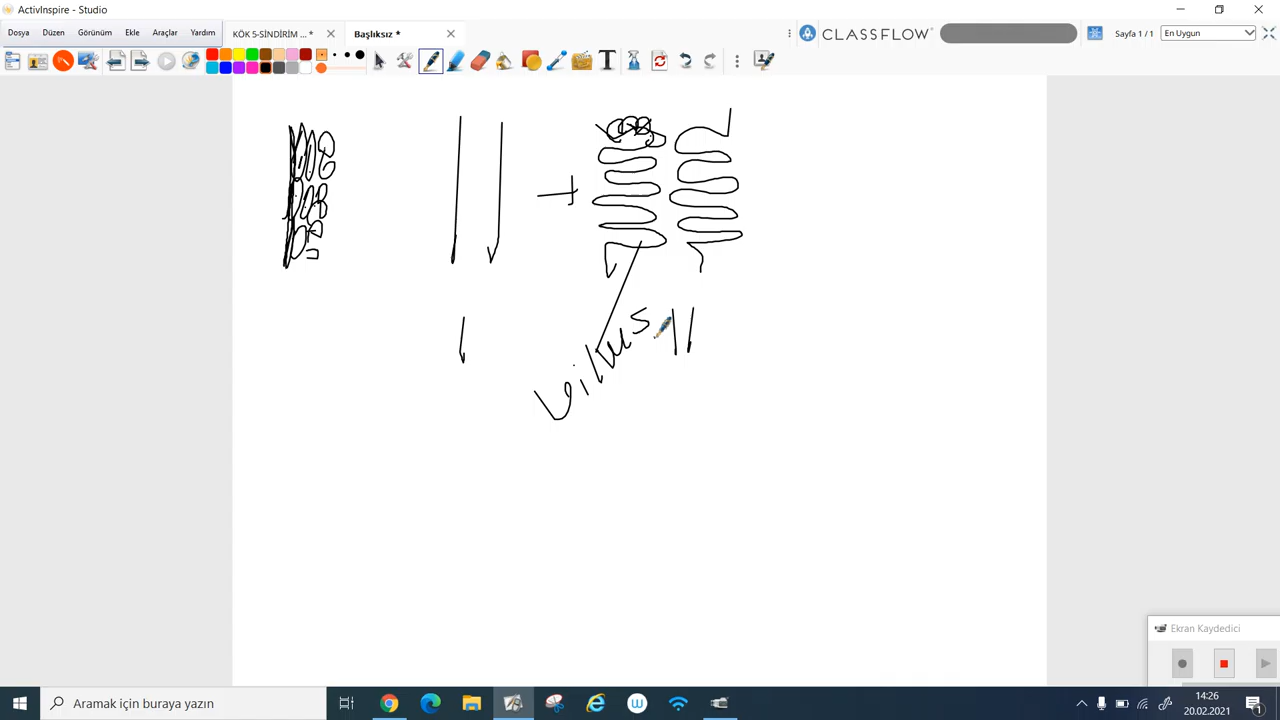 ActivInspire - Studio
Dosya Düzen Görünüm Ekle Araçlar Yardım
KÖK 5-SİNDİRİM ...*
Başlıksız *
CLASSFLOW
Sayfa 1 / 1
En Uygun
T
+
virus
Ekran Kaydedici
Aramak için buraya yazın
14:26
20.02.2021